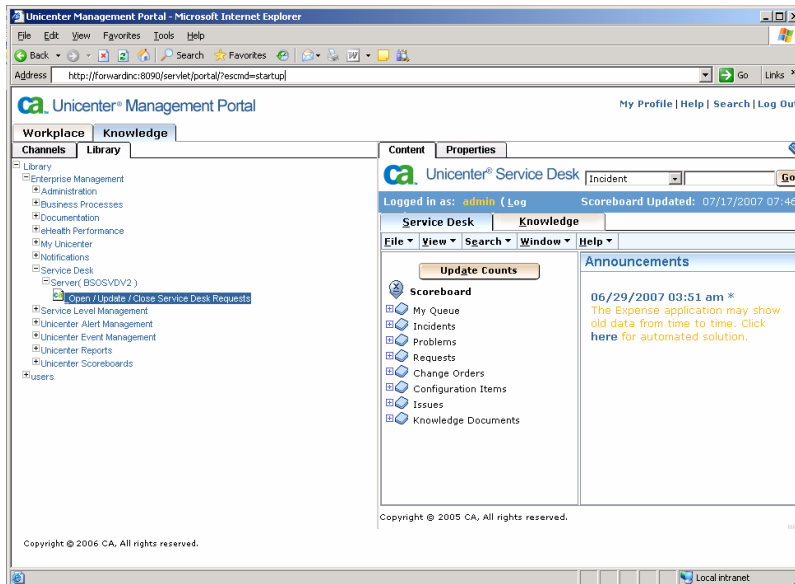 Unicenter Management Portal - Microsoft Internet Explorer
File Edit View Favorites Tools Help
Back Search Favorites
Address http://forwardinc:8090/servlet/portal/?escmd=startup Go Links »
ca Unicenter® Management Portal
My Profile | Help | Search | Log Out
Workplace Knowledge
Channels Library
Library
Enterprise Management
Administration
Business Processes
Documentation
eHealth Performance
My Unicenter
Notifications
Service Desk
Server( BSOSVDV2 )
Open / Update / Close Service Desk Requests
Service Level Management
Unicenter Alert Management
Unicenter Event Management
Unicenter Reports
Unicenter Scoreboards
users
Copyright © 2006 CA, All rights reserved.
Content Properties
ca Unicenter® Service Desk Incident Go
Logged in as: admin ( Log Scoreboard Updated: 07/17/2007 07:46
Service Desk Knowledge
File View Search Window Help
Update Counts
Scoreboard
My Queue
Incidents
Problems
Requests
Change Orders
Configuration Items
Issues
Knowledge Documents
Announcements
06/29/2007 03:51 am *
The Expense application may show
old data from time to time. Click
here for automated solution.
Copyright © 2005 CA, All rights reserved.
Local intranet